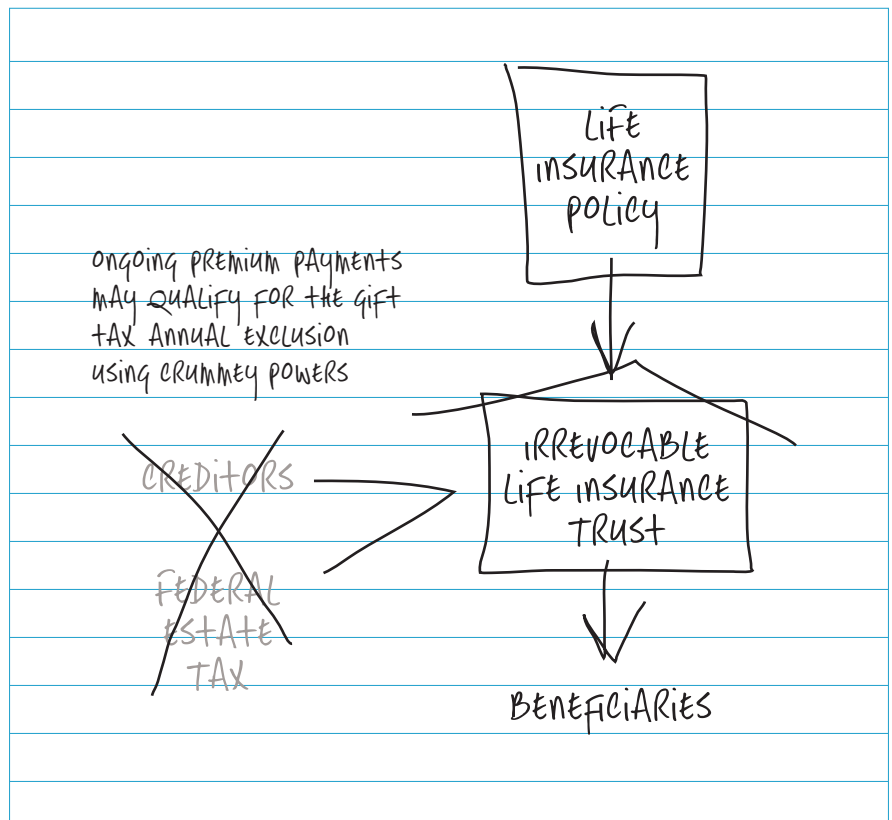 LIFE
INSURANCE
POLICY
ONGOING PREMIUM PAYMENTS
MAY QUALIFY FOR THE GIFT
TAX ANNUAL EXCLUSION
USING CRUMMEY POWERS
CREDITORS
FEDERAL
ESTATE
TAX
IRREVOCABLE
LIFE INSURANCE
TRUST
BENEFICIARIES